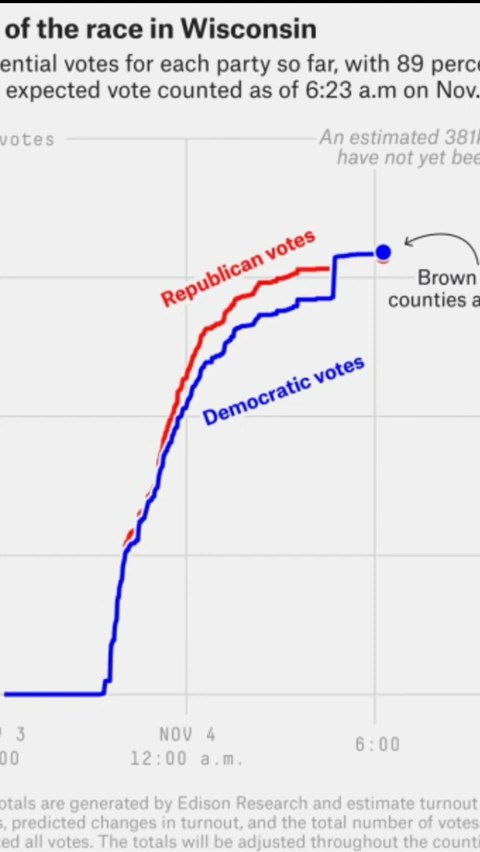 of the race in Wisconsin
ential votes for each party so far, with 89 perce
expected vote counted as of 6:23 a.m on Nov.
votes
An estimated 381k
have not yet bee
Republican votes
Brown
counties a
Democratic votes
3
NOV 4
00
12:00 a.m.
6:00
otals are generated by Edison Research and estimate turnout
s, predicted changes in turnout, and the total number of votes
ted all votes. The totals will be adjusted throughout the counti